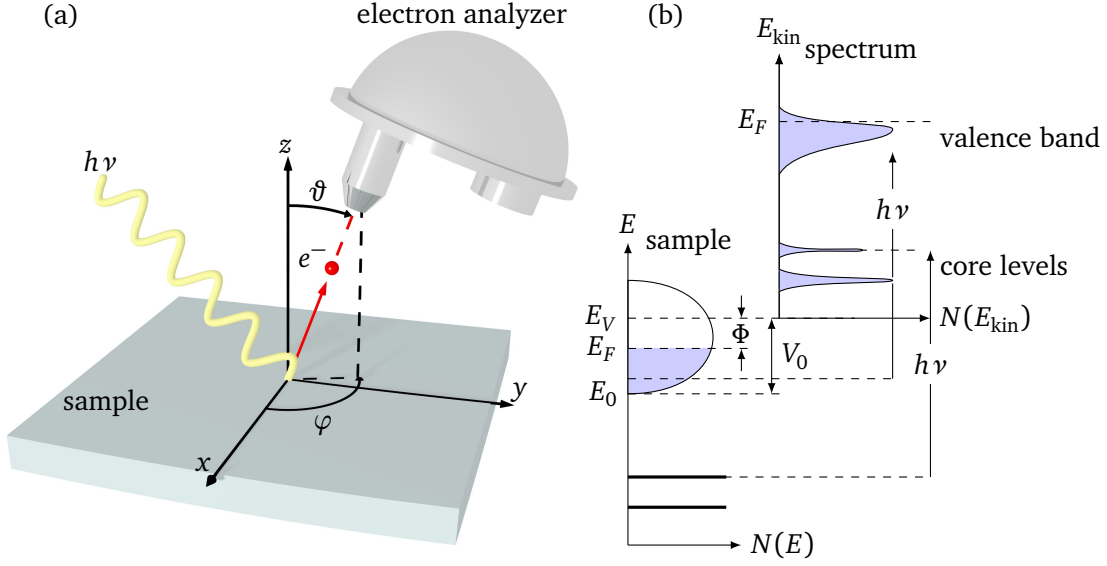 (a)
electron analyzer
z
hν
ϑ
e−
sample
y
φ
x
(b)
E_kin
spectrum
E_F
valence band
hν
E
sample
core levels
E_V
Φ
N(E_kin)
E_F
V_0
hν
E_0
N(E)